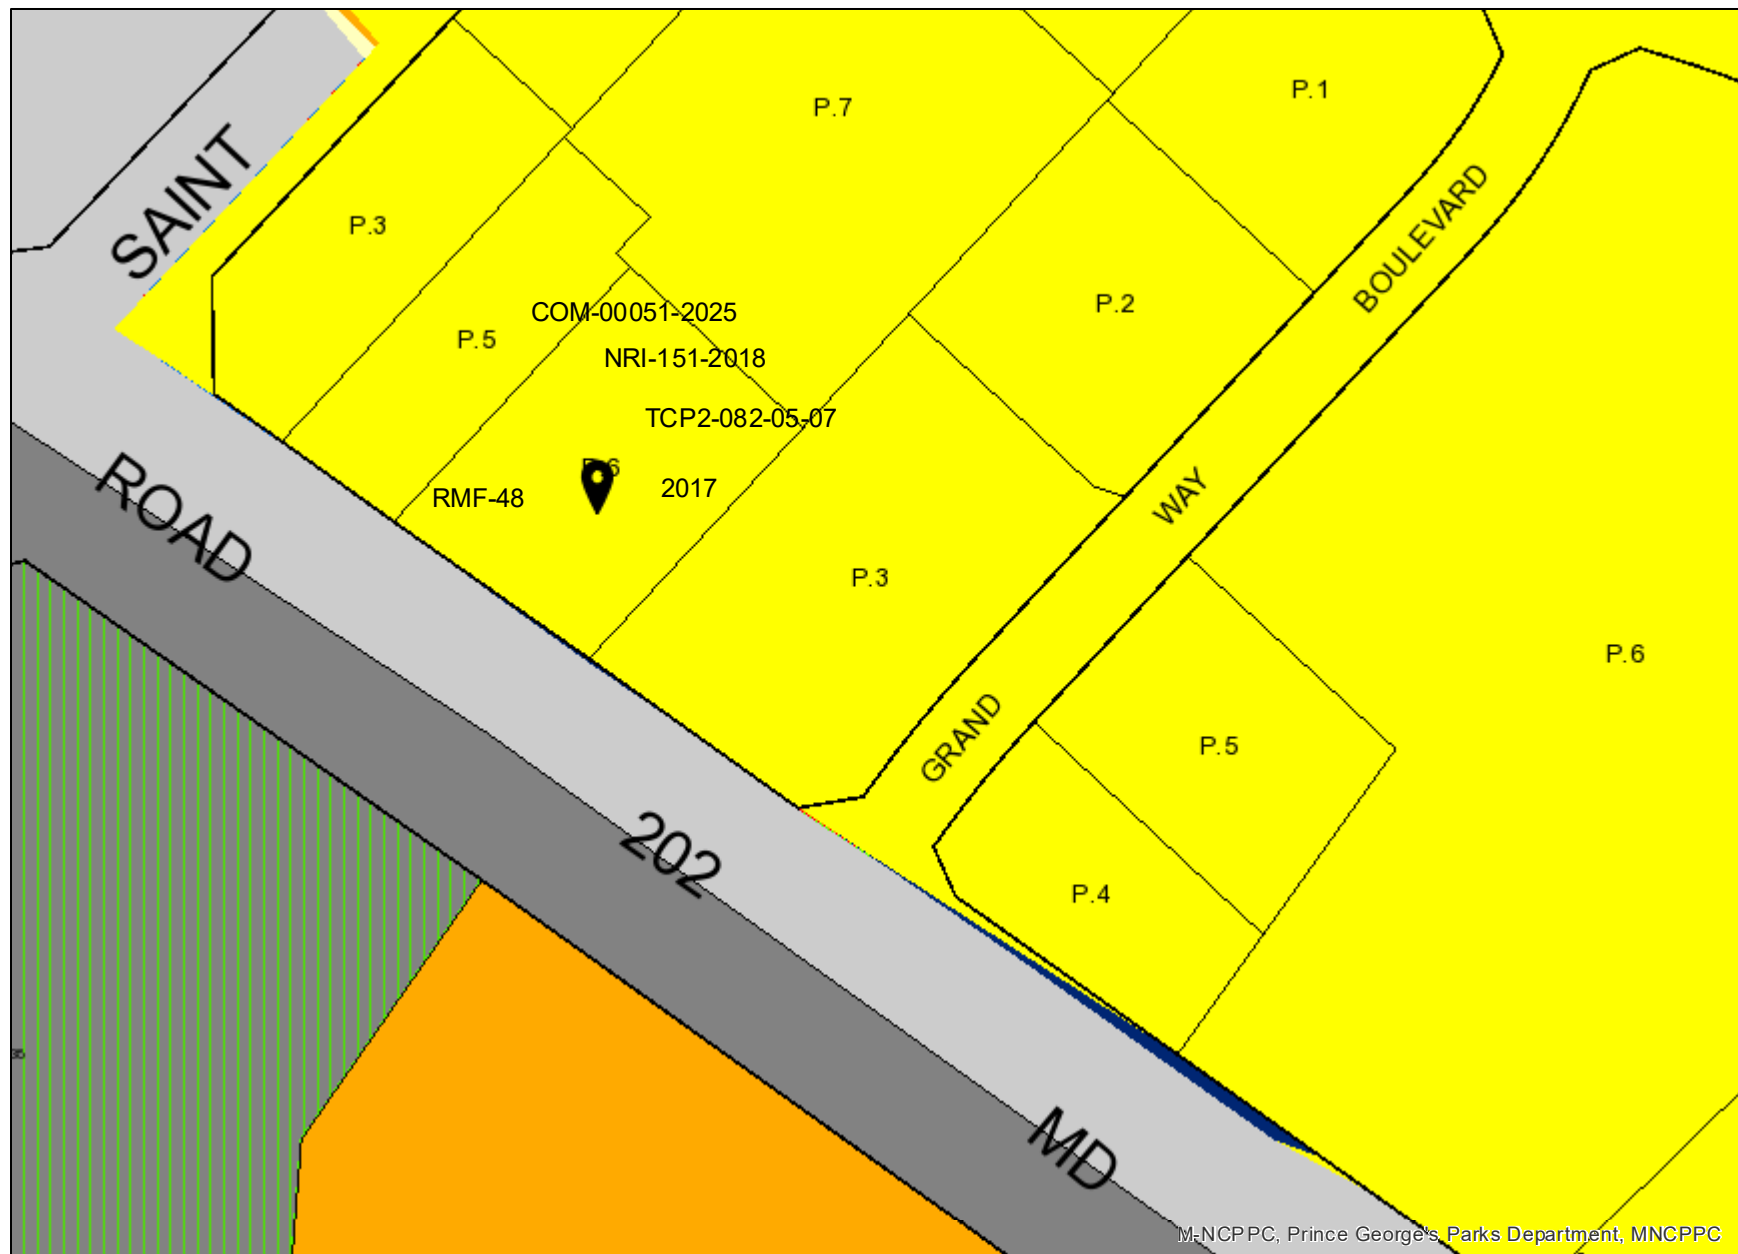 P.7
P.1
SAINT
P.3
BOULEVARD
P.2
COM-00051-2025
P.5
NRI-151-2018
TCP2-082-05-07
2017
RMF-48
WAY
ROAD
P.3
P.6
GRAND
P.5
202
P.4
MD
M-NCPPC, Prince George's Parks Department, MNCPPC